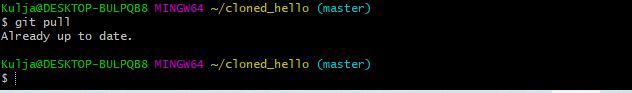 Kulja@DESKTOP-BULPQB8 MINGW64 ~/cloned_hello (master)
$ git pull
Already up to date.
Kulja@DESKTOP-BULPQB8 MINGW64 ~/cloned_hello (master)
$